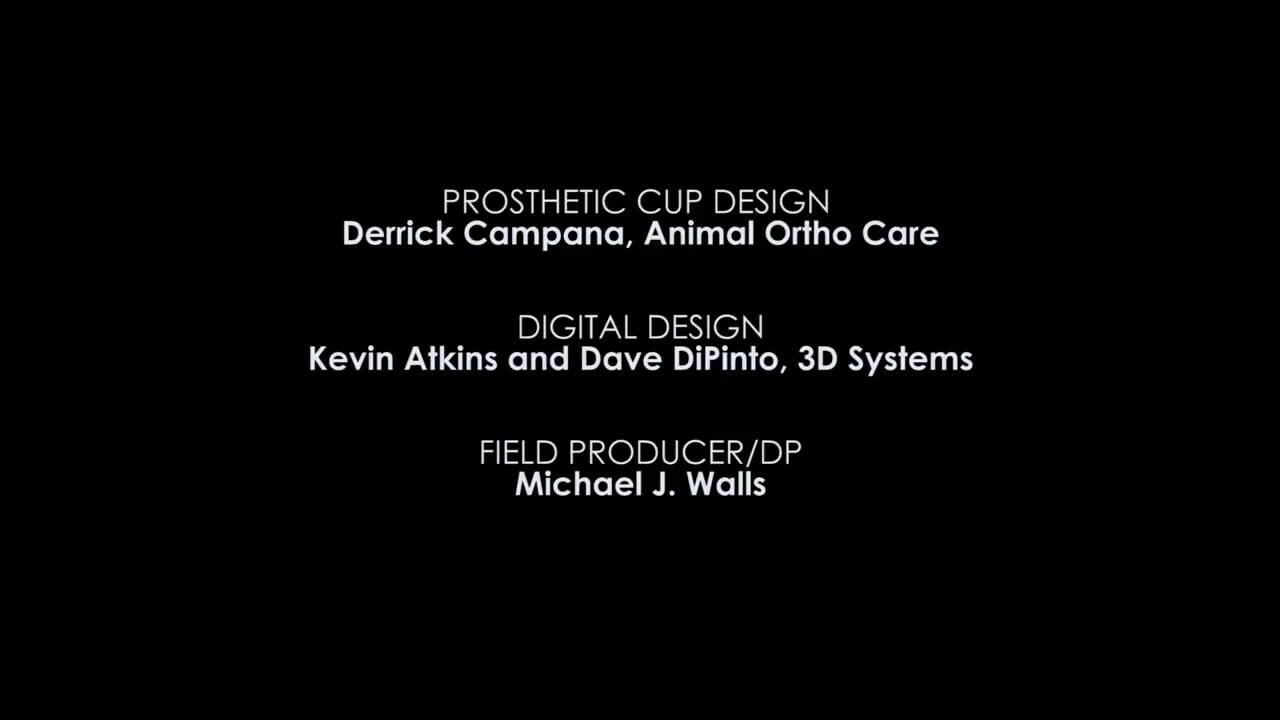 PROSTHETIC CUP DESIGN
Derrick Campana, Animal Ortho Care
DIGITAL DESIGN
Kevin Atkins and Dave DiPinto, 3D Systems
FIELD PRODUCER/DP
Michael J. Walls